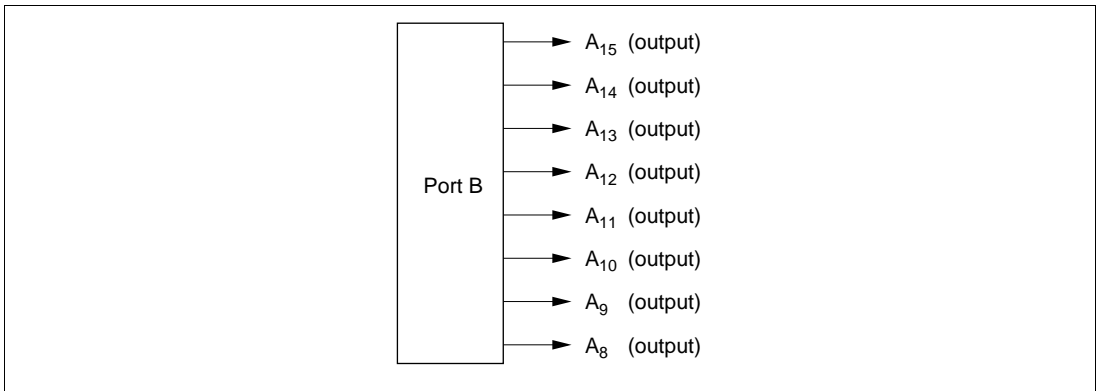 A15 (output)
A14 (output)
A13 (output)
A12 (output)
Port B
A11 (output)
A10 (output)
A9 (output)
A8 (output)